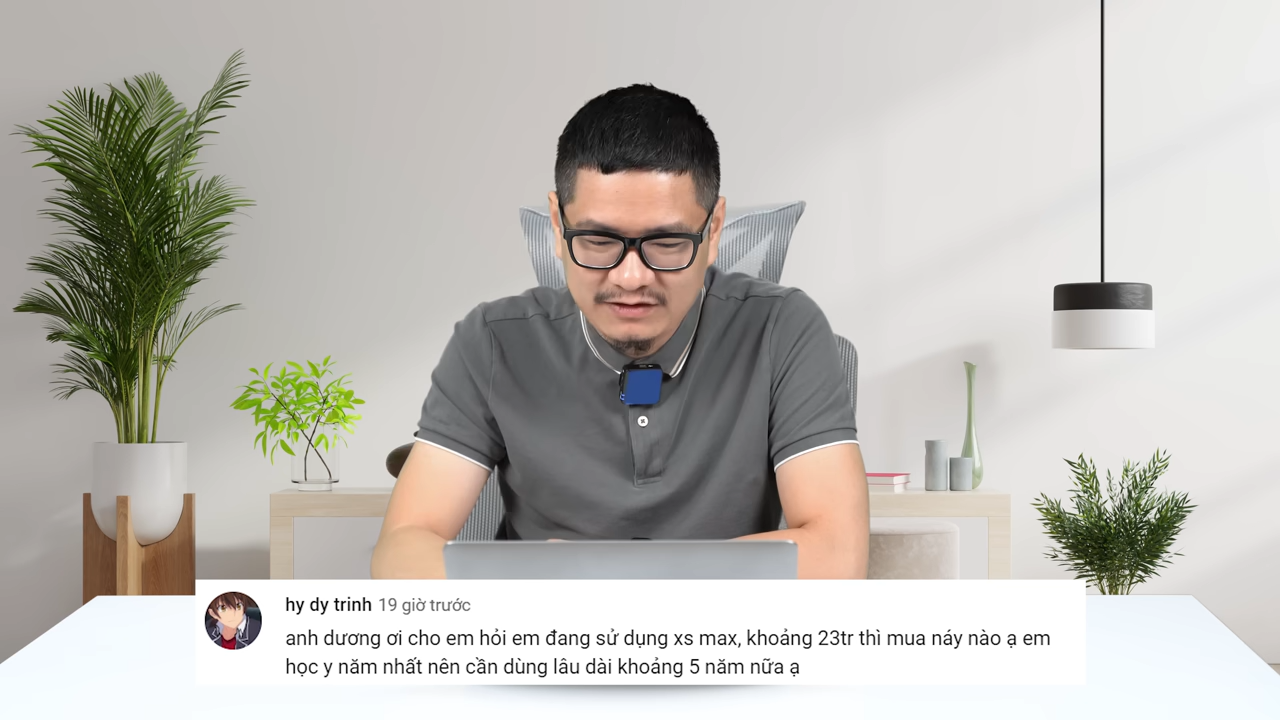 hy dy trinh 19 giờ trước
anh dương ơi cho em hỏi em đang sử dụng xs max, khoảng 23tr thì mua náy nào ạ em
học y năm nhất nên cần dùng lâu dài khoảng 5 năm nữa ạ